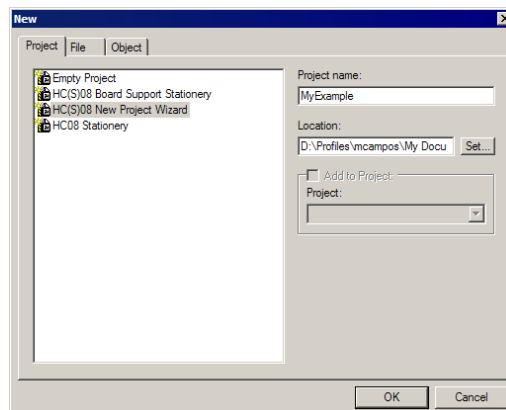 New
Project File Object
Empty Project
HC(S)08 Board Support Stationery
HC(S)08 New Project Wizard
HC08 Stationery
Project name:
MyExample
Location:
D:\Profiles\mcampos\My Docu Set...
Add to Project:
Project:
OK Cancel